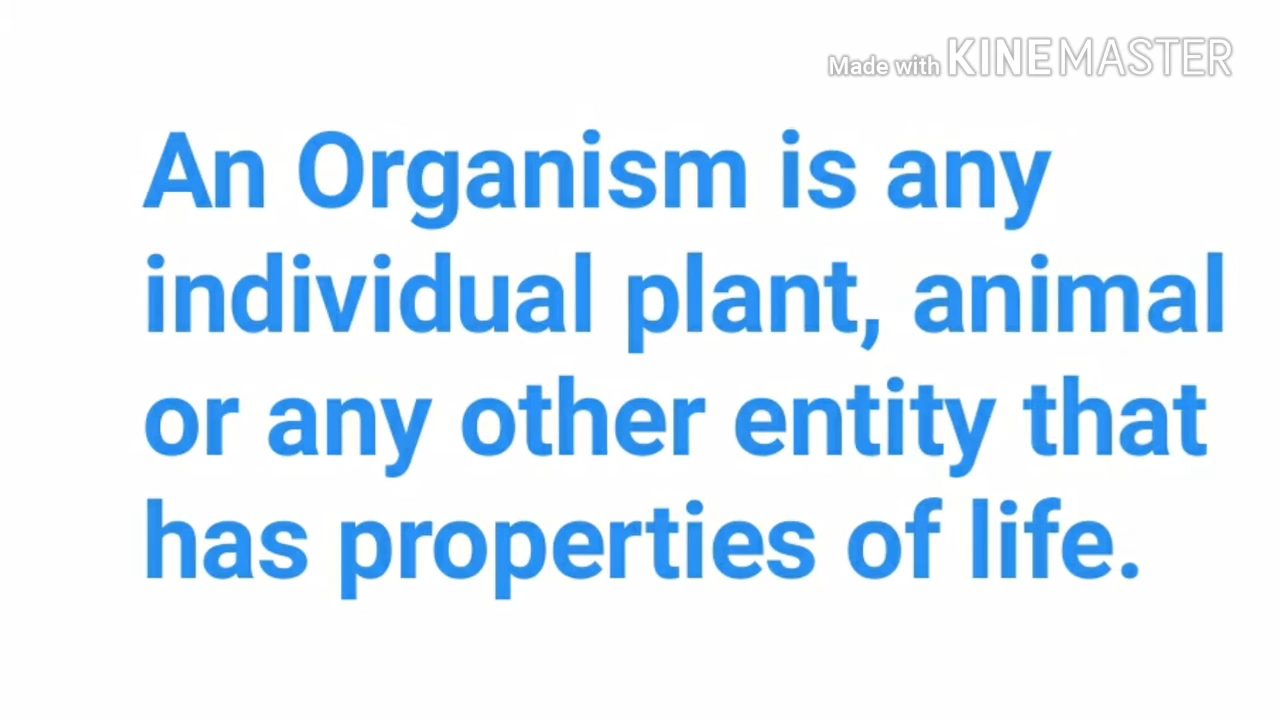 Made with KINEMASTER
An Organism is any
individual plant, animal
or any other entity that
has properties of life.